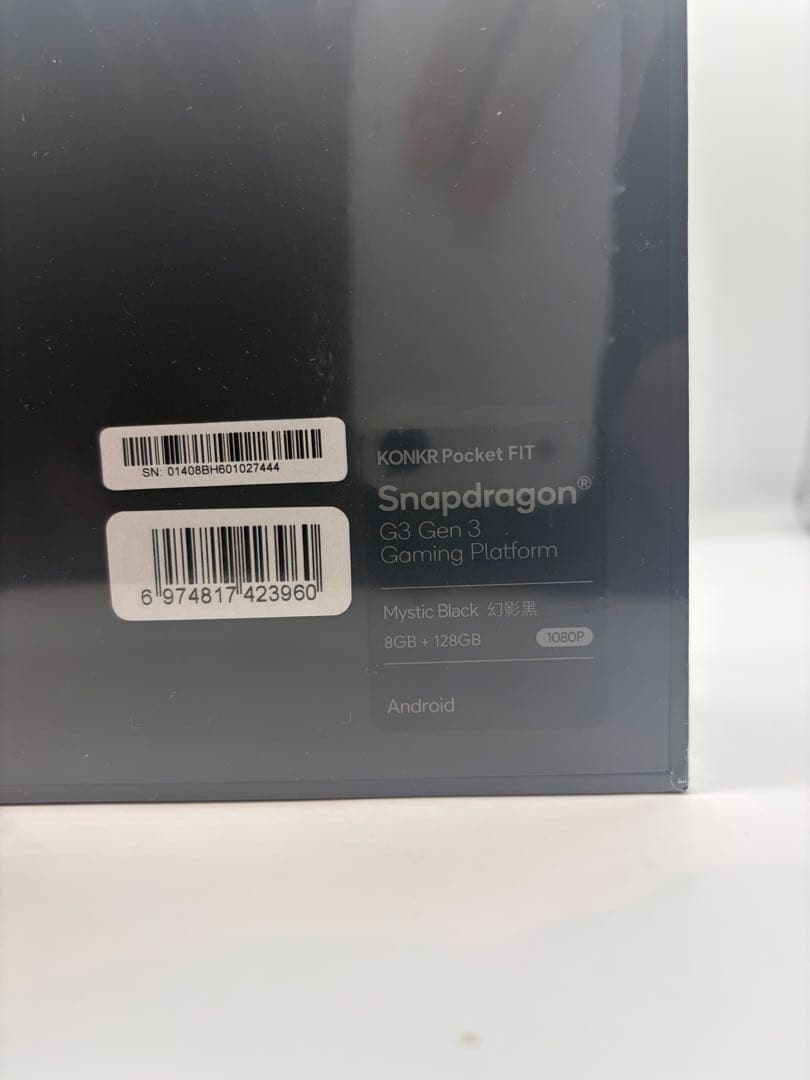 SN: 01408BH601027444
6 974817 423960
KONKR Pocket FIT
Snapdragon®
G3 Gen 3
Gaming Platform
Mystic Black 幻影黑
8GB + 128GB 1080P
Android